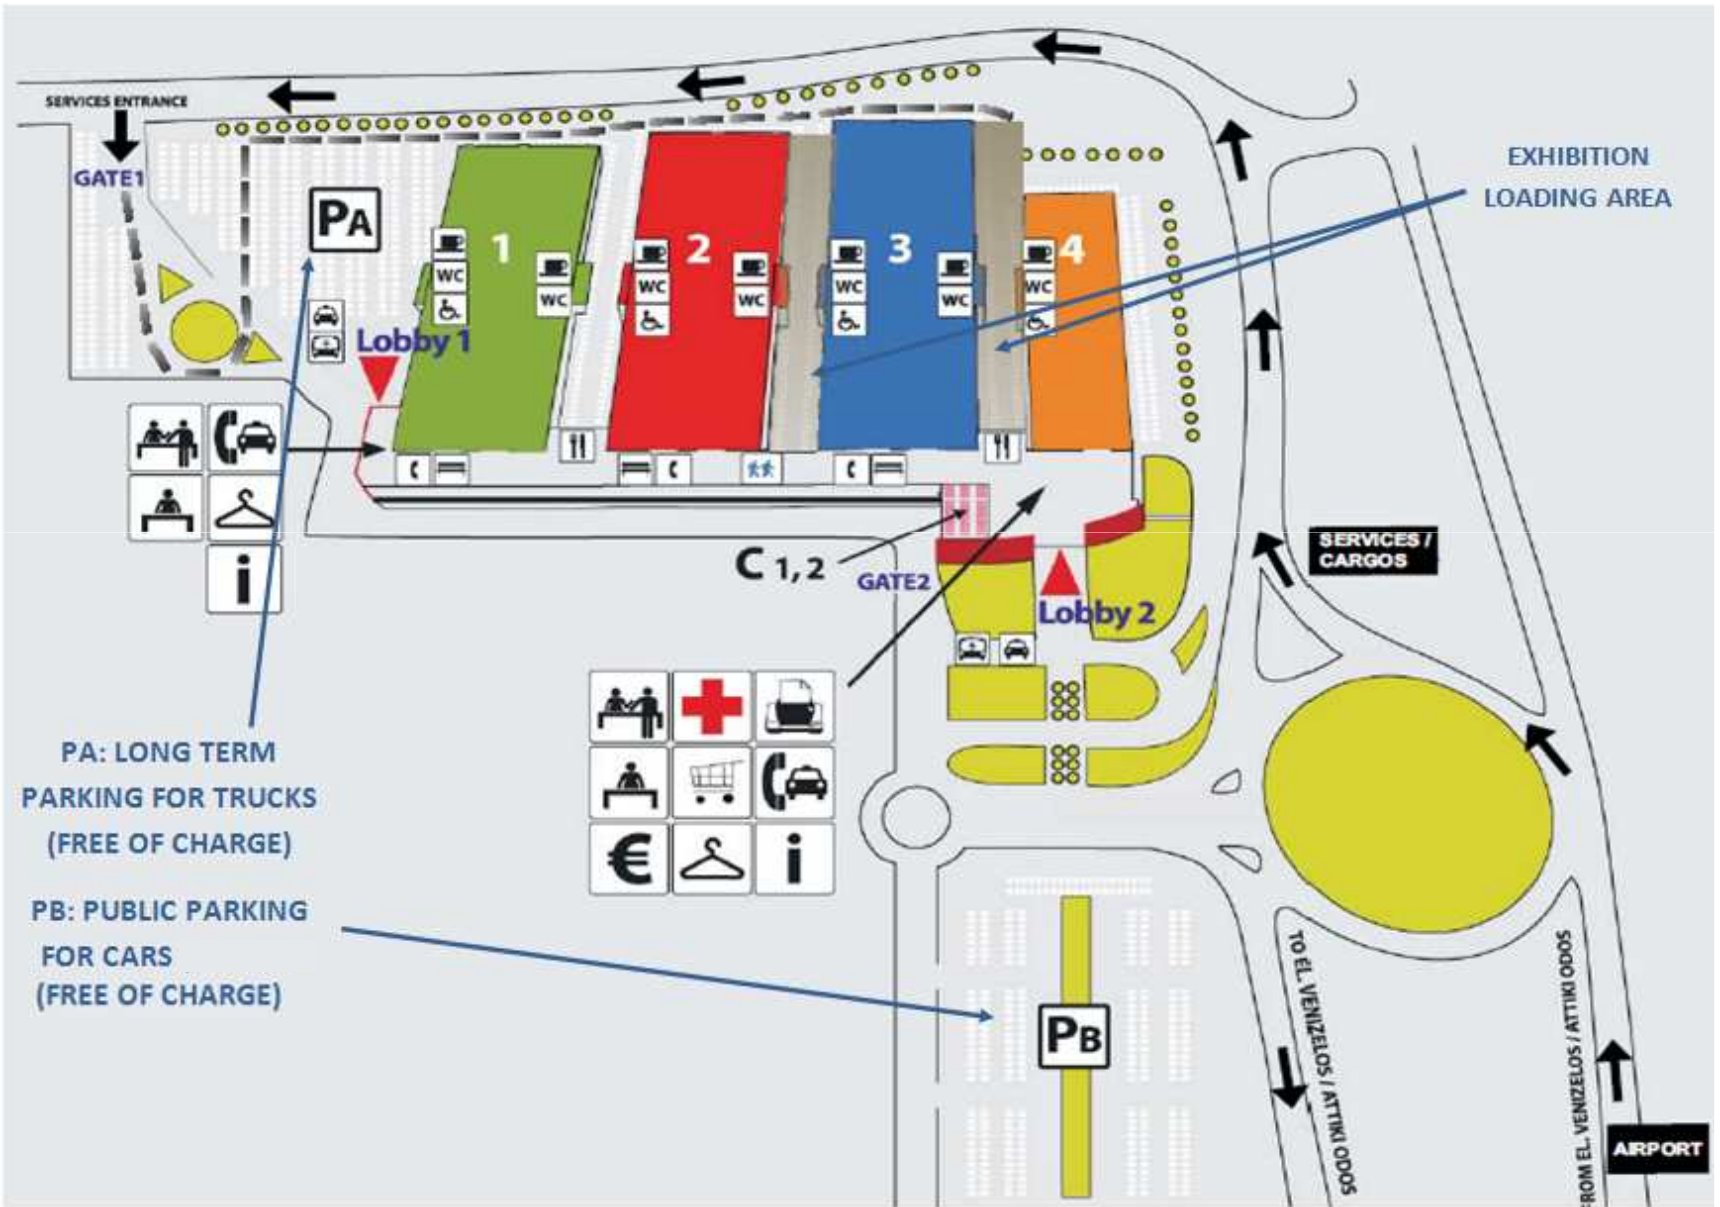 SERVICES ENTRANCE
GATE1
PA
EXHIBITION
LOADING AREA
1
2
3
4
WC
WC
WC
WC
WC
WC
WC
Lobby 1
C 1,2
GATE2
Lobby 2
SERVICES /
CARGOS
i
€
i
PA: LONG TERM
PARKING FOR TRUCKS
(FREE OF CHARGE)
PB: PUBLIC PARKING
FOR CARS
(FREE OF CHARGE)
PB
TO EL. VENIZELOS / ATTIKI ODOS
FROM EL. VENIZELOS / ATTIKI ODOS
AIRPORT